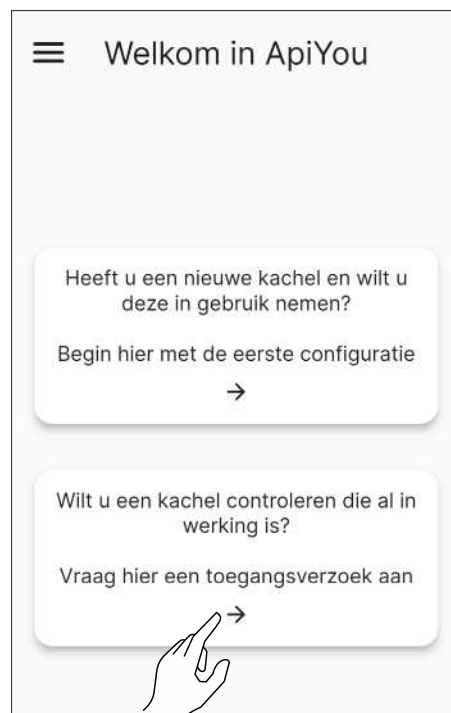 Welkom in ApiYou
Heeft u een nieuwe kachel en wilt u
deze in gebruik nemen?
Begin hier met de eerste configuratie
→
Wilt u een kachel controleren die al in
werking is?
Vraag hier een toegangsverzoek aan
→